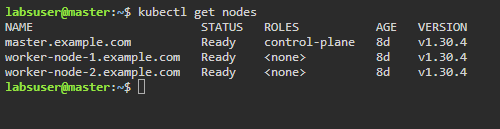 labsuser@master:~$ kubectl get nodes
NAME STATUS ROLES AGE VERSION
master.example.com Ready control-plane 8d v1.30.4
worker-node-1.example.com Ready <none> 8d v1.30.4
worker-node-2.example.com Ready <none> 8d v1.30.4
labsuser@master:~$